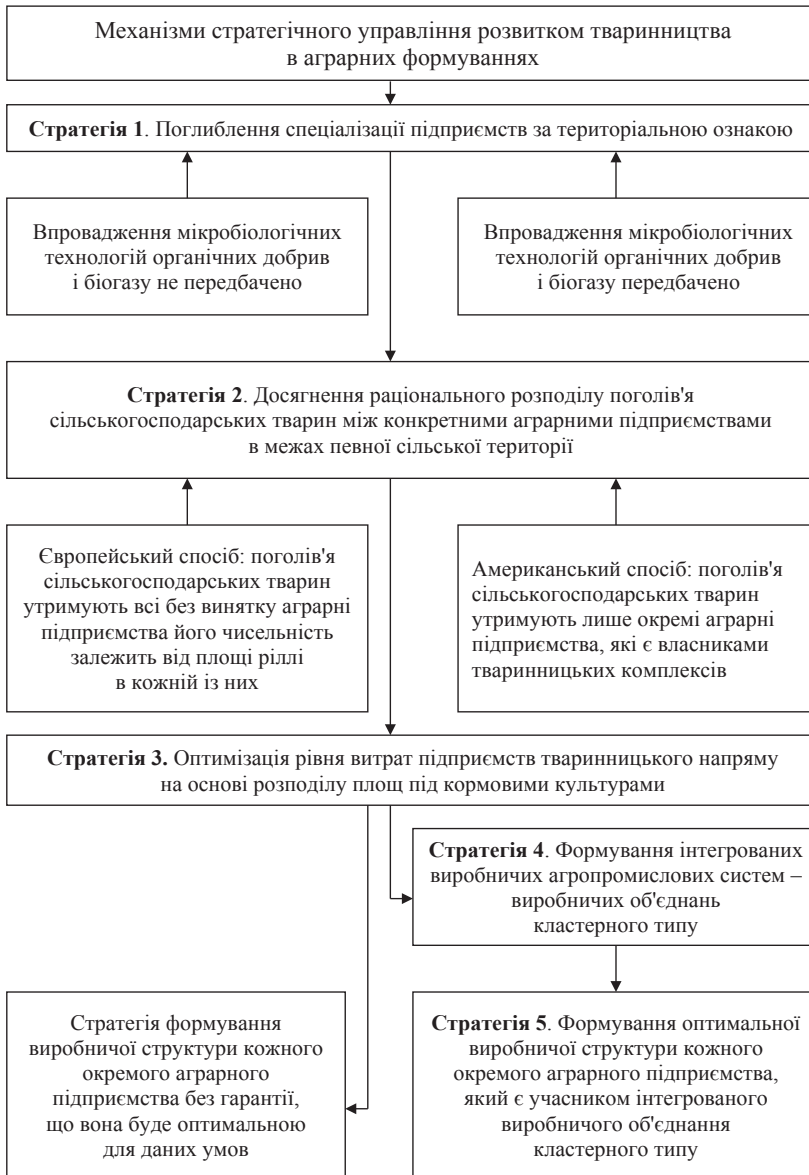 Механізми стратегічного управління розвитком тваринництва
в аграрних формуваннях
Стратегія 1. Поглиблення спеціалізації підприємств за територіальною ознакою
Впровадження мікробіологічних
технологій органічних добрив
і біогазу не передбачено
Впровадження мікробіологічних
технологій органічних добрив
і біогазу передбачено
Стратегія 2. Досягнення раціонального розподілу поголів'я
сільськогосподарських тварин між конкретними аграрними підприємствами
в межах певної сільської території
Європейський спосіб: поголів'я
сільськогосподарських тварин
утримують всі без винятку аграрні
підприємства його чисельність
залежить від площі ріллі
в кожній із них
Американський спосіб: поголів'я
сільськогосподарських тварин
утримують лише окремі аграрні
підприємства, які є власниками
тваринницьких комплексів
Стратегія 3. Оптимізація рівня витрат підприємств тваринницького напряму
на основі розподілу площ під кормовими культурами
Стратегія 4. Формування інтегрованих
виробничих агропромислових систем –
виробничих об'єднань
кластерного типу
Стратегія формування
виробничої структури кожного
окремого аграрного
підприємства без гарантії,
що вона буде оптимальною
для даних умов
Стратегія 5. Формування оптимальної
виробничої структури кожного
окремого аграрного підприємства,
який є учасником інтегрованого
виробничого об'єднання
кластерного типу